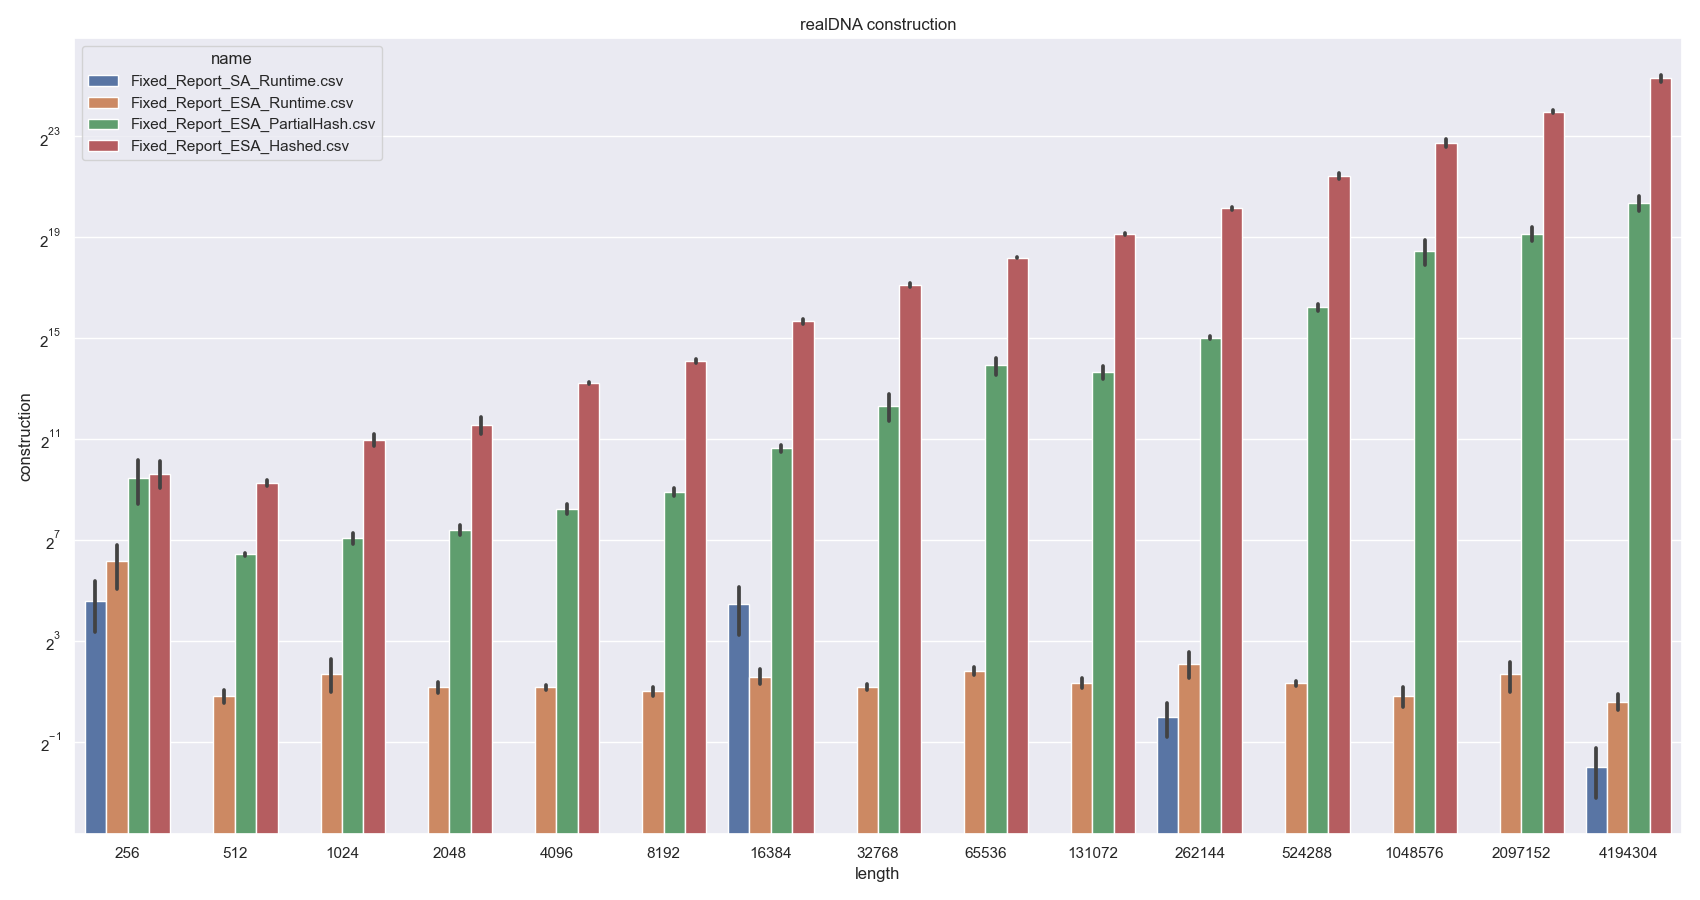 realDNA construction
name
Fixed_Report_SA_Runtime.csv
Fixed_Report_ESA_Runtime.csv
Fixed_Report_ESA_PartialHash.csv
Fixed_Report_ESA_Hashed.csv
construction
2^23
2^19
2^15
2^11
2^7
2^3
2^−1
256 512 1024 2048 4096 8192 16384 32768 65536 131072 262144 524288 1048576 2097152 4194304
length